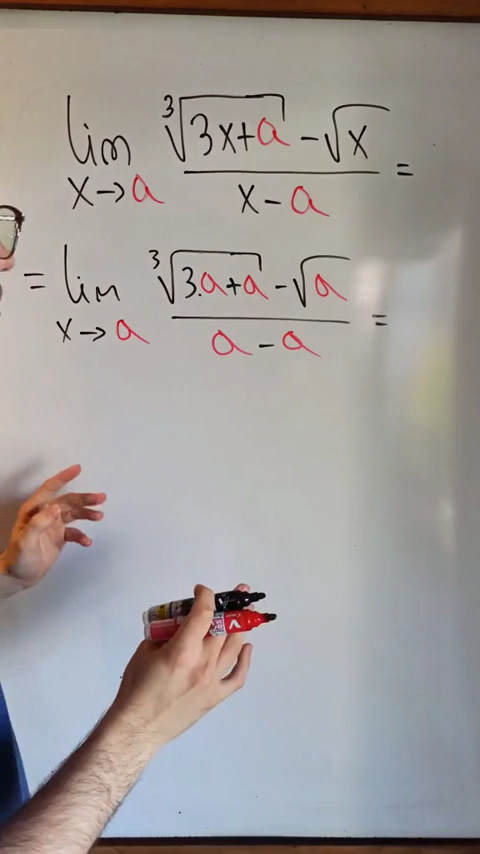 lim x→a (∛(3x+a) - √x) / (x - a) =
= lim x→a (∛(3.a+a) - √a) / (a - a) =
V